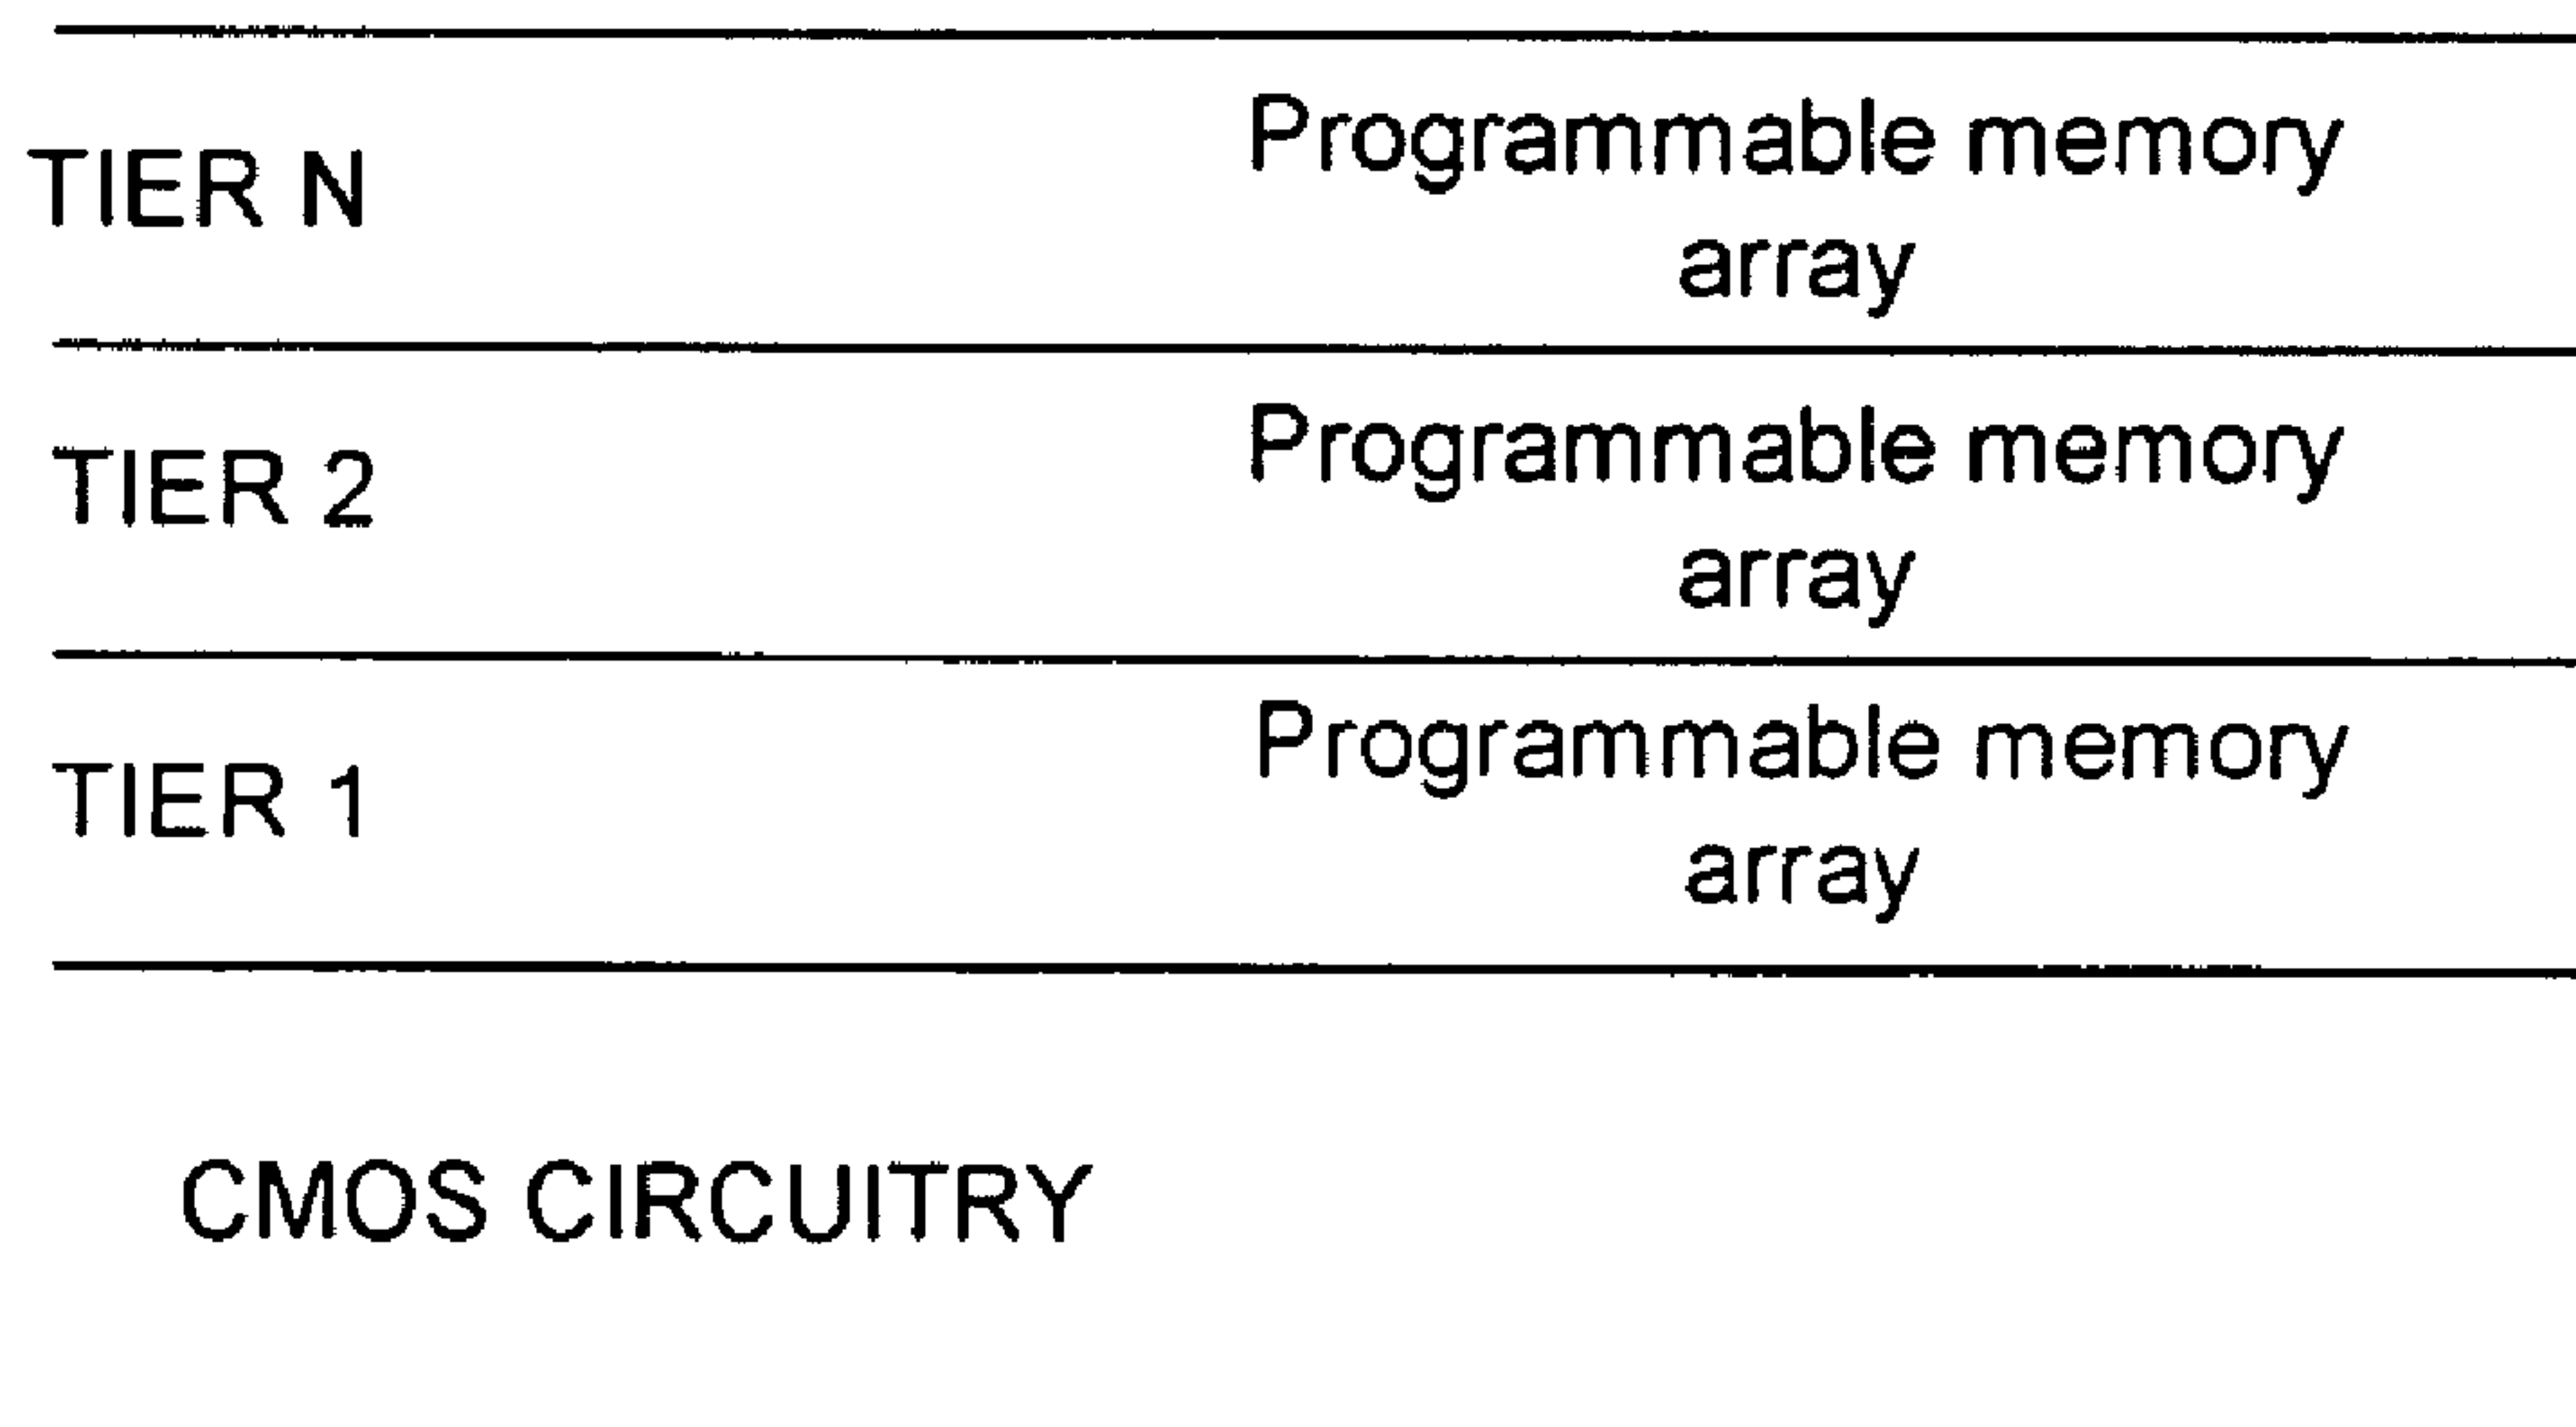 TIER N
Programmable memory
array
TIER 2
Programmable memory
array
TIER 1
Programmable memory
array
CMOS CIRCUITRY